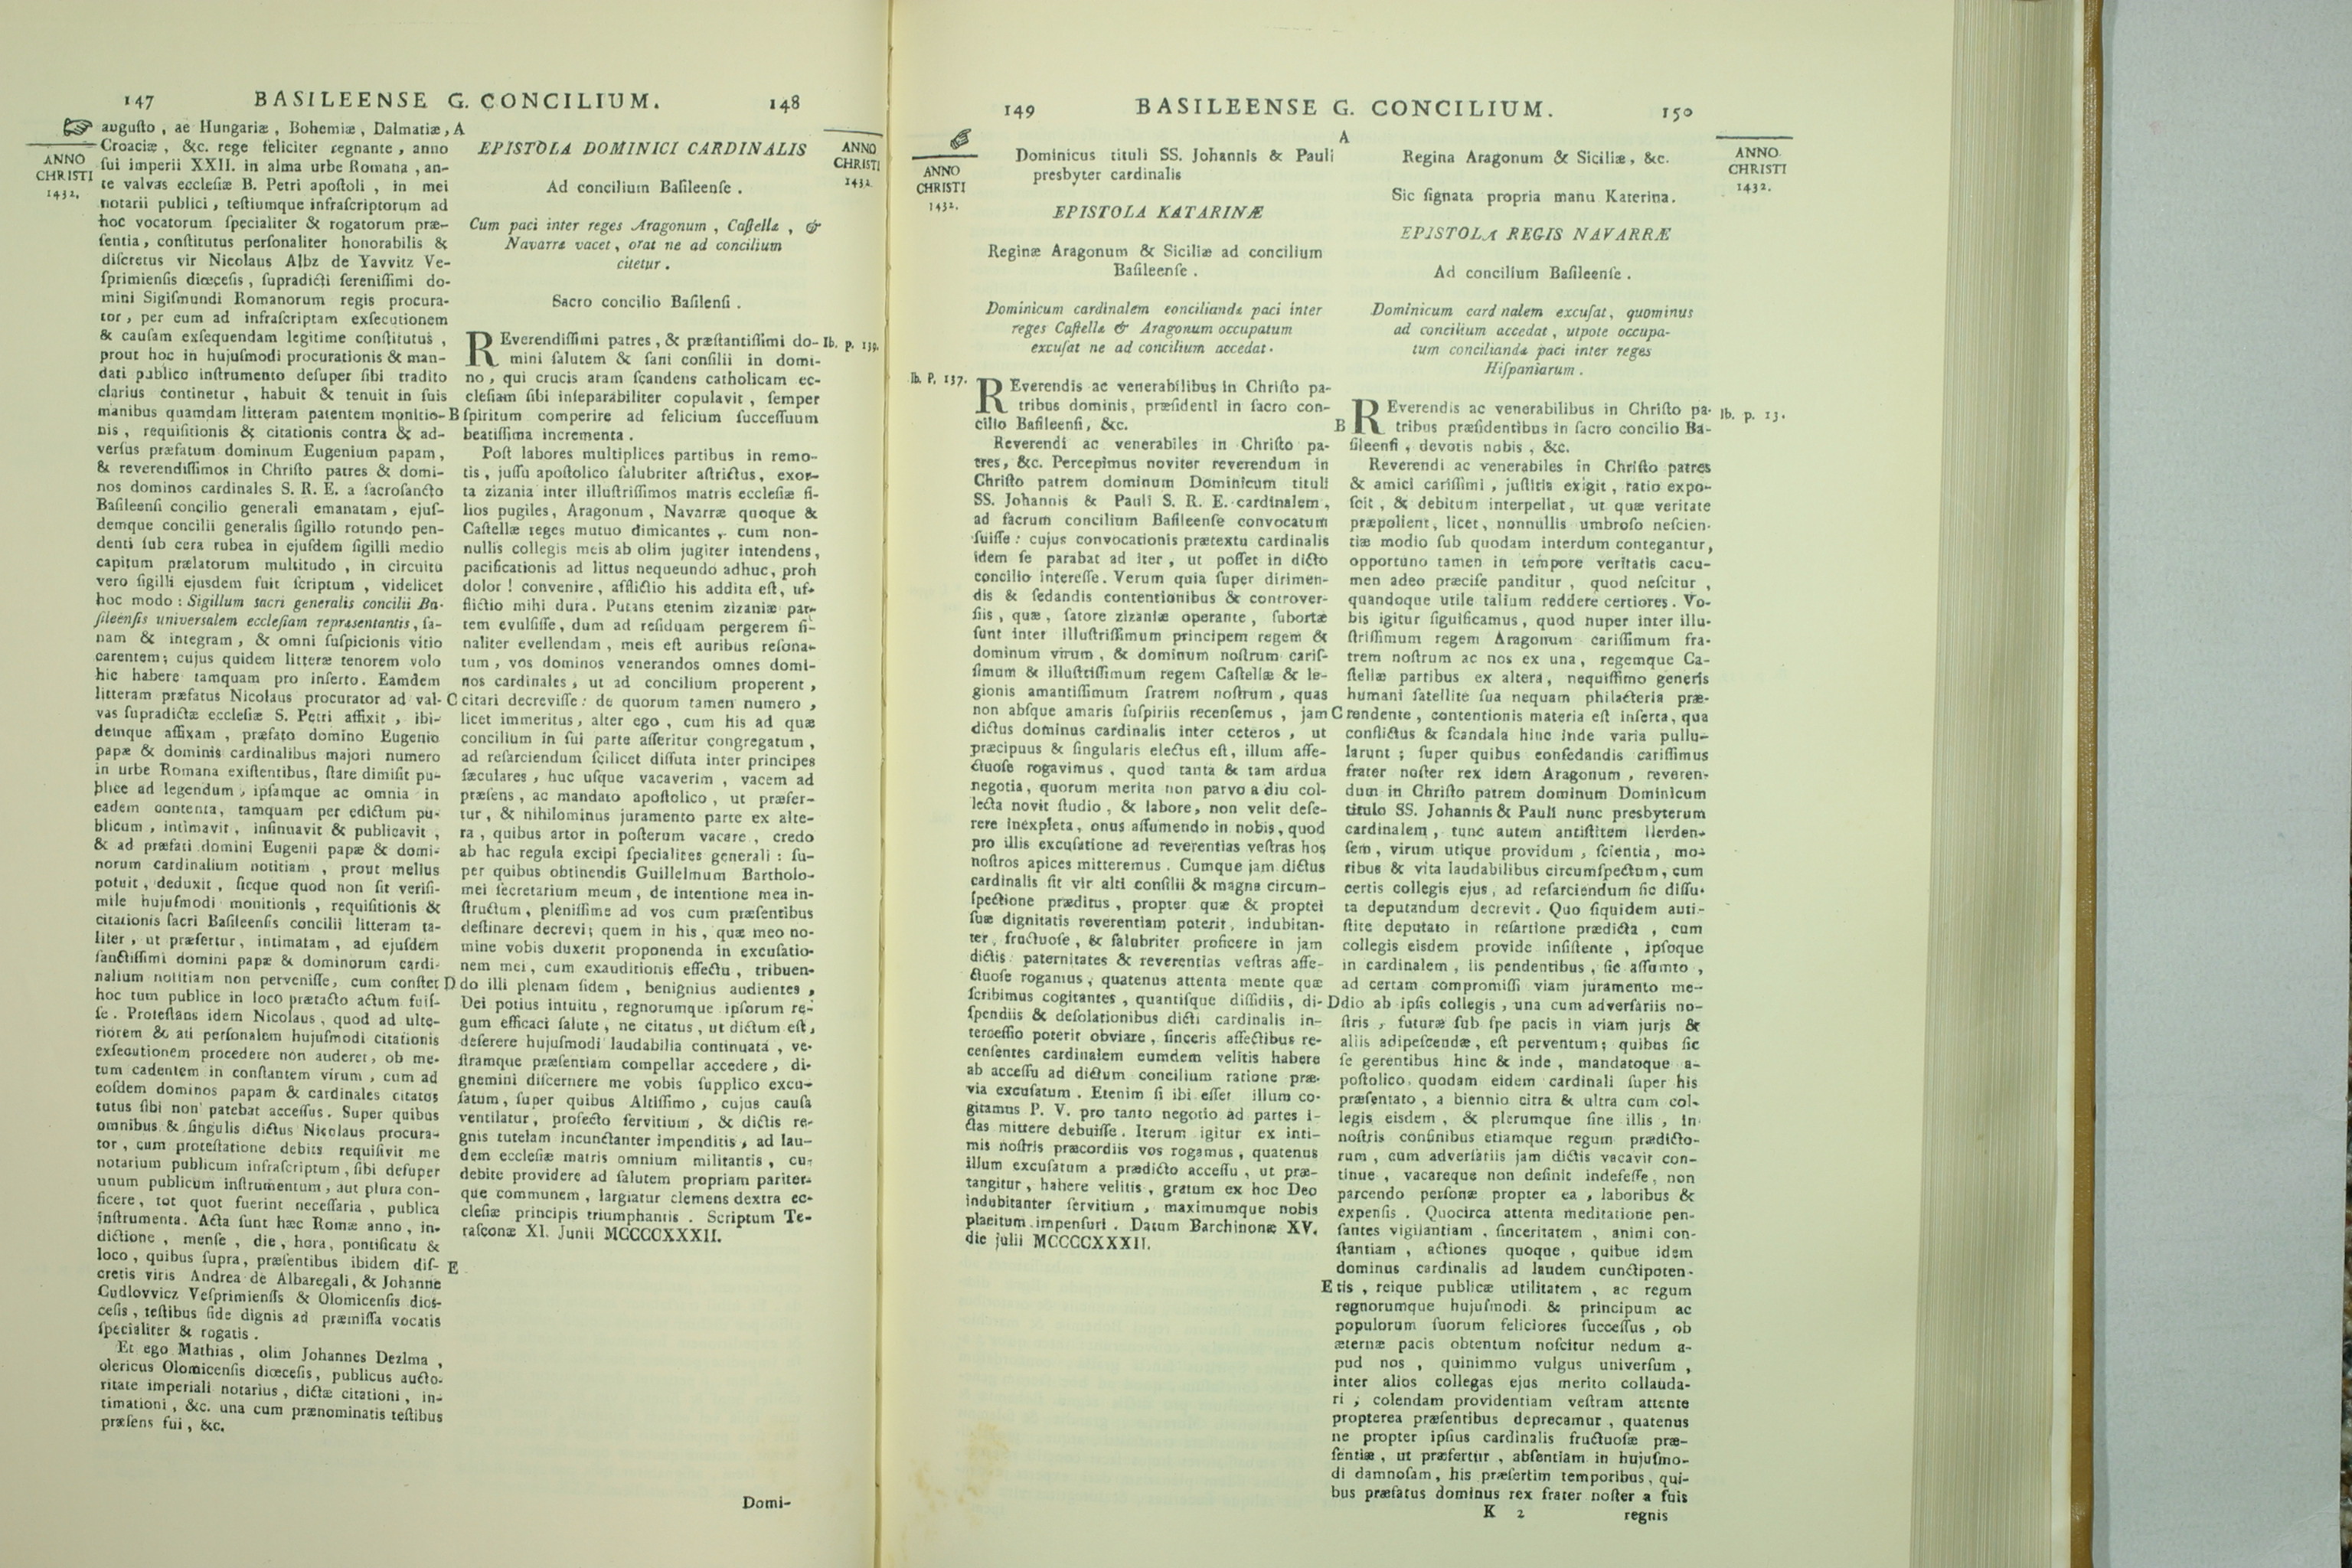 147 BASILEENSE G. CONCILIUM. 148
ANNO
CHRISTI
1432.
auguſto , ac Hungariæ , Bohemiæ , Dalmatiæ, A
Croaciæ , &c. rege feliciter regnante , anno
ſui imperii XXII. in alma urbe Romana , an-
te valvas eccleſiæ B. Petri apoſtoli , in mei
notarii publici , teſtiumque infraſcriptorum ad
hoc vocatorum ſpecialiter & rogatorum præ-
ſentia, conſtitutus perſonaliter honorabilis &
diſcretus vir Nicolaus Albz de Yavvitz Ve-
ſprimienſis diœceſis , ſupradicti ſereniſſimi do-
mini Sigiſmundi Romanorum regis procura-
tor , per eum ad infraſcriptam exſecutionem
& cauſam exſequendam legitime conſtitutus ,
prout hoc in hujuſmodi procurationis & man-
dati publico inſtrumento deſuper ſibi tradito
clarius continetur , habuit & tenuit in ſuis
manibus quamdam litteram patentem monitio- B
nis , requiſitionis & citationis contra & ad-
verſus præfatum dominum Eugenium papam ,
& reverendiſſimos in Chriſto patres & domi-
nos dominos cardinales S. R. E. a ſacroſancto
Baſileenſi concilio generali emanatam , ejuſ-
demque concilii generalis ſigillo rotundo pen-
denti ſub cera rubea in ejuſdem ſigilli medio
capitum prælatorum multitudo , in circuitu
vero ſigilli ejusdem fuit ſcriptum , videlicet
hoc modo : Sigillum sacri generalis concilii Ba-
ſileenſis universalem eccleſiam repræsentantis , ſa-
nam & integram , & omni ſuſpicionis vitio
carentem; cujus quidem litteræ tenorem volo
hic habere tamquam pro inſerto. Eamdem
litteram præfatus Nicolaus procurator ad val- C
vas ſupradictæ eccleſiæ S. Petri affixit , ibi-
demque affixam , præfato domino Eugenio
papæ & dominis cardinalibus majori numero
in urbe Romana exiſtentibus, ſtare dimiſit pu-
blice ad legendum , ipſamque ac omnia in
eadem contenta, tamquam per edictum pu-
blicum , intimavit , inſinuavit & publicavit ,
& ad præfati domini Eugenii papæ & domi-
norum cardinalium notitiam , prout melius
potuit , deduxit , ſicque quod non ſit veriſi-
mile hujuſmodi monitionis , requiſitionis &
citationis ſacri Baſileenſis concilii litteram ta-
liter , ut præfertur, intimatam , ad ejuſdem
ſanctiſſimi domini papæ & dominorum cardi-
nalium notitiam non perveniſſe, cum conſtet D
hoc tum publice in loco prætacto actum fuiſ-
ſe . Proteſtans idem Nicolaus , quod ad ulte-
riorem & ati perſonalem hujuſmodi citationis
exſecutionem procedere non auderet, ob me-
tum cadentem in conſtantem virum , cum ad
eoſdem dominos papam & cardinales citatos
tutus ſibi non patebat acceſſus. Super quibus
omnibus & ſingulis dictus Nicolaus procura-
tor , cum proteſtatione debita requiſivit me
notarium publicum infraſcriptum , ſibi deſuper
unum publicum inſtrumentum , aut plura con-
ficere, tot quot fuerint neceſſaria , publica
inſtrumenta. Acta ſunt hæc Romæ anno , in-
dictione , menſe , die , hora, pontificatu &
loco , quibus ſupra, præſentibus ibidem diſ- E
cretis viris Andrea de Albaregali , & Johanne
Cudlovvicz Veſprimienſis & Olomicenſis diœ-
ceſis , teſtibus fide dignis ad præmiſſa vocatis
ſpecialiter & rogatis .
Et ego Mathias , olim Johannes Dezlma ,
clericus Olomicenſis diœceſis , publicus aucto-
ritate imperiali notarius , dictæ citationi , in-
timationi , &c. una cum prænominatis teſtibus
præſens fui , &c.
ANNO
CHRISTI
1432.
EPISTOLA DOMINICI CARDINALIS
Ad concilium Baſileenſe .
Cum paci inter reges Aragonum , Caſtellæ , &
Navarræ vacet , orat ne ad concilium
citetur .
Sacro concilio Baſilenſi .
REverendiſſimi patres , & præſtantiſſimi do- Ib. p. 139.
mini ſalutem & ſani conſilii in domi-
no , qui crucis aram ſcandens catholicam ec-
cleſiam ſibi inſeparabiliter copulavit , ſemper
ſpiritum comperire ad felicium ſucceſſuum
beatiſſima incrementa .
Poſt labores multiplices partibus in remo-
tis , juſſu apoſtolico ſalubriter aſtrictus, exor-
ta zizania inter illuſtriſſimos matris eccleſiæ fi-
lios pugiles, Aragonum , Navarræ quoque &
Caſtellæ reges mutuo dimicantes , cum non-
nullis collegis meis ab olim jugiter intendens ,
pacificationis ad littus nequeundo adhuc, proh
dolor ! convenire , afflictio his addita eſt, uf-
flictio mihi dura. Putans etenim zizaniæ par-
tem evulſiſſe, dum ad reſiduam pergerem fi-
naliter evellendam , meis eſt auribus reſona-
tum , vos dominos venerandos omnes domi-
nos cardinales , ut ad concilium properent ,
citari decreviſſe : de quorum tamen numero ,
licet immeritus , alter ego , cum his ad quæ
concilium in ſui parte aſſeritur congregatum ,
ad reſarciendum ſcilicet diſſuta inter principes
ſæculares , huc uſque vacaverim , vacem ad
præſens , ac mandato apoſtolico , ut præfer-
tur , & nihilominus juramento parte ex alte-
ra , quibus artor in poſterum vacare , credo
ab hac regula excipi ſpecialites generali : ſu-
per quibus obtinendis Guillelmum Bartholo-
mei ſecretarium meum , de intentione mea in-
ſtructum , pleniſſime ad vos cum præſentibus
deſtinare decrevi; quem in his , quæ meo no-
mine vobis duxerit proponenda in excuſatio-
nem mei, cum exauditionis effectu , tribuen-
do illi plenam fidem , benignius audientes ,
Dei potius intuitu , regnorumque ipſorum re-
gum efficaci ſalute , ne citatus , ut dictum eſt ,
deſerere hujuſmodi laudabilia continuata , ve-
ſtramque præſentiam compellar accedere , di-
gnemini diſcernere me vobis ſupplico excu-
ſatum , ſuper quibus Altiſſimo , cujus cauſa
ventilatur , profecto ſervitium , & dictis re-
gnis tutelam incunctanter impenditis , ad lau-
dem eccleſiæ matris omnium militantis , cu-
debite providere ad ſalutem propriam pariter-
que communem , largiatur clemens dextra ec-
cleſiæ principis triumphantis . Scriptum Te-
raſconæ XI. Junii MCCCCXXXII.
Domi-
149 BASILEENSE G. CONCILIUM. 150
ANNO
CHRISTI
1432.
A
Dominicus tituli SS. Johannis & Pauli
presbyter cardinalis
EPISTOLA KATARINÆ
Reginæ Aragonum & Siciliæ ad concilium
Baſileenſe .
Dominicum cardinalem conciliandæ paci inter
reges Caſtellæ & Aragonum occupatum
excuſat ne ad concilium accedat .
Ib. P. 137.
REverendis ac venerabilibus in Chriſto pa-
tribus dominis, præſidenti in ſacro con-
cilio Baſileenſi, &c. B
Reverendi ac venerabiles in Chriſto pa-
tres, &c. Percepimus noviter reverendum in
Chriſto patrem dominum Dominicum tituli
SS. Johannis & Pauli S. R. E. cardinalem ,
ad ſacrum concilium Baſileenſe convocatum
fuiſſe : cujus convocationis prætextu cardinalis
idem ſe parabat ad iter , ut poſſet in dicto
concilio intereſſe. Verum quia ſuper dirimen-
dis & ſedandis contentionibus & controver-
ſiis , quæ , ſatore zizaniæ operante , ſubortæ
ſunt inter illuſtriſſimum principem regem &
dominum virum , & dominum noſtrum cariſ-
ſimum & illuſtriſſimum regem Caſtellæ & le-
gionis amantiſſimum fratrem noſtrum , quas
non abſque amaris ſuſpiriis recenſemus , jam C
dictus dominus cardinalis inter ceteros , ut
præcipuus & ſingularis electus eſt, illum affe-
ctuoſe rogavimus , quod tanta & tam ardua
negotia, quorum merita non parvo a diu col-
lecta novit ſtudio , & labore, non velit deſe-
rere inexpleta, onus aſſumendo in nobis, quod
pro illis excuſatione ad reverentias veſtras hos
noſtros apices mitteremus . Cumque jam dictus
cardinalis ſit vir alti conſilii & magna circum-
ſpectione præditus , propter quæ & proptei
ſuæ dignitatis reverentiam poterit, indubitan-
ter, fructuoſe , & ſalubriter proficere in jam
dictis paternitates & reverentias veſtras affe-
ctuoſe rogamus , quatenus attenta mente quæ
ſcribimus cogitantes , quantiſque diſſidiis, di- D
ſpendiis & deſolationibus dicti cardinalis in-
terceſſio poterit obviare , ſinceris affectibus re-
cenſentes cardinalem eumdem velitis habere
ab acceſſu ad dictum concilium ratione præ-
via excuſatum . Etenim ſi ibi eſſet illum co-
gitamus P. V. pro tanto negotio ad partes i-
ſtas mittere debuiſſe. Iterum igitur ex inti-
mis noſtris præcordiis vos rogamus , quatenus
illum excuſatum a prædicto acceſſu , ut præ-
tangitur, habere velitis , gratum ex hoc Deo
indubitanter ſervitium , maximumque nobis
placitum impenſuri . Datum Barchinonæ XV.
die julii MCCCCXXXII.
ANNO
CHRISTI
1432.
Regina Aragonum & Siciliæ, &c.
Sic ſignata propria manu Katerina.
EPISTOLA REGIS NAVARRÆ
Ad concilium Baſileenſe .
Dominicum card nalem excuſat, quominus
ad concilium accedat , utpote occupa-
tum conciliandæ paci inter reges
Hiſpaniarum .
REverendis ac venerabilibus in Chriſto pa- Ib. p. 13.
tribus præſidentibus in ſacro concilio Ba-
ſileenſi , devotis nobis , &c.
Reverendi ac venerabiles in Chriſto patres
& amici cariſſimi , juſtitia exigit , ratio expo-
ſcit , & debitum interpellat, ut quæ veritate
præpolient, licet, nonnullis umbroſo neſcien-
tiæ modio ſub quodam interdum contegantur,
opportuno tamen in tempore veritatis cacu-
men adeo præciſe panditur , quod neſcitur ,
quandoque utile talium reddere certiores. Vo-
bis igitur ſiguificamus, quod nuper inter illu-
ſtriſſimum regem Aragonum cariſſimum fra-
trem noſtrum ac nos ex una, regemque Ca-
ſtellæ partibus ex altera, nequiſſimo generis
humani ſatellite ſua nequam philacteria præ-
tendente , contentionis materia eſt inſerta, qua
conflictus & ſcandala hinc inde varia pullu-
larunt ; ſuper quibus conſedandis cariſſimus
frater noſter rex idem Aragonum , reveren-
dum in Chriſto patrem dominum Dominicum
titulo SS. Johannis & Pauli nunc presbyterum
cardinalem , tunc autem antiſtitem Ilerden-
ſem, virum utique providum , ſcientia, mo-
ribus & vita laudabilibus circumſpectum, cum
certis collegis ejus, ad reſarciendum ſic diſſu-
ta deputandum decrevit. Quo ſiquidem anti-
ſtite deputato in reſartione prædicta , cum
collegis eisdem provide inſiſtente , ipſoque
in cardinalem , iis pendentibus , ſic aſſumto ,
ad certam compromiſſi viam juramento me-
dio ab ipſis collegis , una cum adverſariis no-
ſtris , futuræ ſub ſpe pacis in viam juris &
aliis adipeſcendæ, eſt perventum; quibus ſic
ſe gerentibus hinc & inde , mandatoque a-
poſtolico quodam eidem cardinali ſuper his
præſentato , a biennio citra & ultra cum col-
legis eisdem , & plerumque ſine illis , in
noſtris confinibus etiamque regum prædicto-
rum , cum adverſariis jam dictis vacavit con-
tinue , vacareque non deſinit indefeſſe, non
parcendo perſonæ propter ea , laboribus &
expenſis . Quocirca attenta meditatione pen-
ſantes vigilantiam , ſinceritatem , animi con-
ſtantiam , actiones quoque , quibus idem
dominus cardinalis ad laudem cunctipoten-
E tis , reique publicæ utilitatem , ac regum
regnorumque hujuſmodi & principum ac
populorum ſuorum feliciores ſucceſſus , ob
æternæ pacis obtentum noſcitur nedum a-
pud nos , quinimmo vulgus univerſum ,
inter alios collegas ejus merito collauda-
ri ; colendam providentiam veſtram attente
propterea præſentibus deprecamur , quatenus
ne propter ipſius cardinalis fructuoſæ præ-
ſentiæ , ut præfertur , abſentiam in hujuſmo-
di damnoſam, his præſertim temporibus, qui-
bus præfatus dominus rex frater noſter a ſuis
K 2 regnis